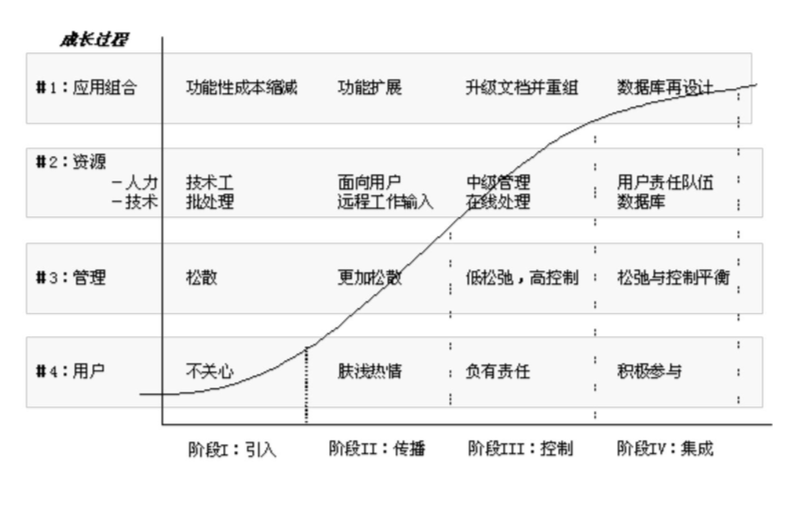 成长过程
#1：应用组合 功能性成本缩减 功能扩展 升级文档并重组 数据库再设计
#2：资源
－人力 技术工 面向用户 中级管理 用户责任队伍
－技术 批处理 远程工作输入 在线处理 数据库
#3：管理 松散 更加松散 低松弛，高控制 松弛与控制平衡
#4：用户 不关心 肤浅热情 负有责任 积极参与
阶段I：引入 阶段II：传播 阶段III：控制 阶段IV：集成